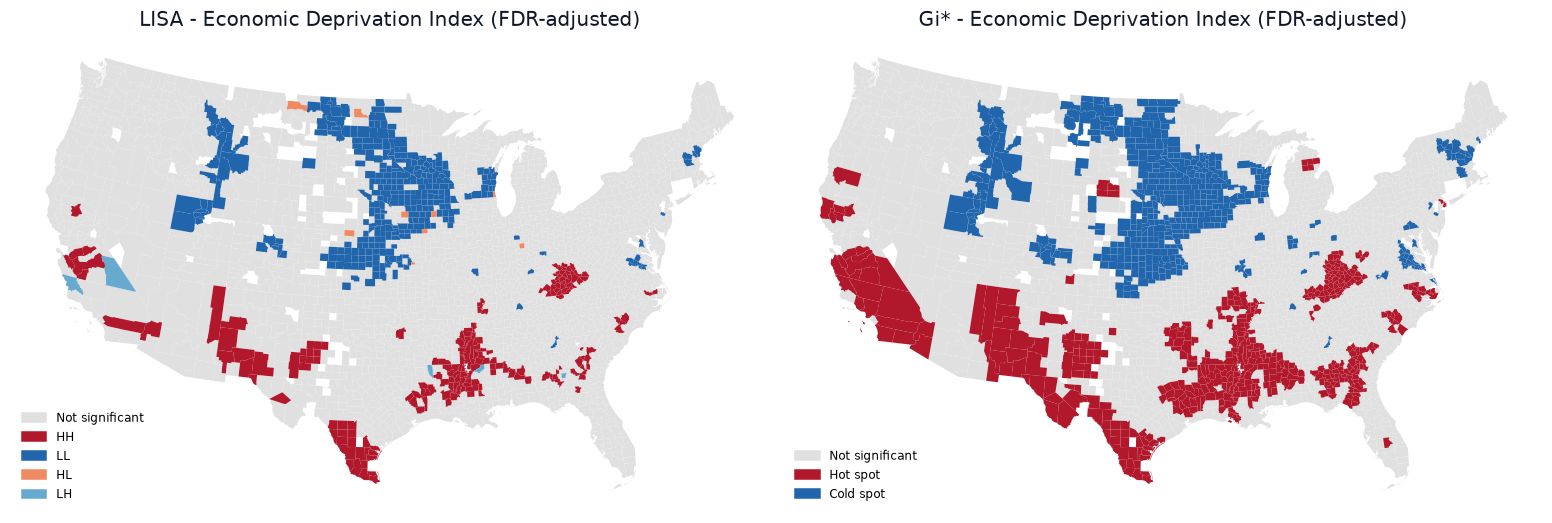 LISA - Economic Deprivation Index (FDR-adjusted)
Not significant
HH
LL
HL
LH
Gi* - Economic Deprivation Index (FDR-adjusted)
Not significant
Hot spot
Cold spot